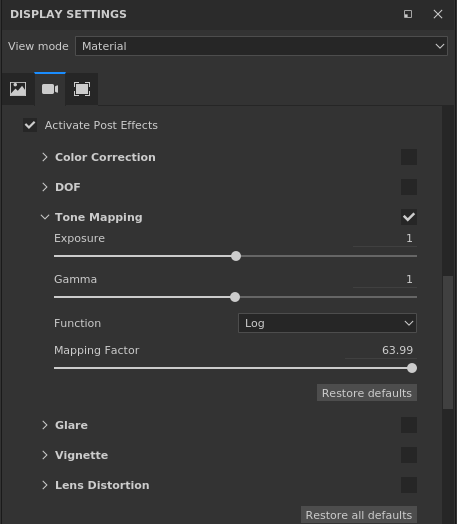 DISPLAY SETTINGS
View mode Material
Activate Post Effects
Color Correction
DOF
Tone Mapping
Exposure 1
Gamma 1
Function Log
Mapping Factor 63.99
Restore defaults
Glare
Vignette
Lens Distortion
Restore all defaults